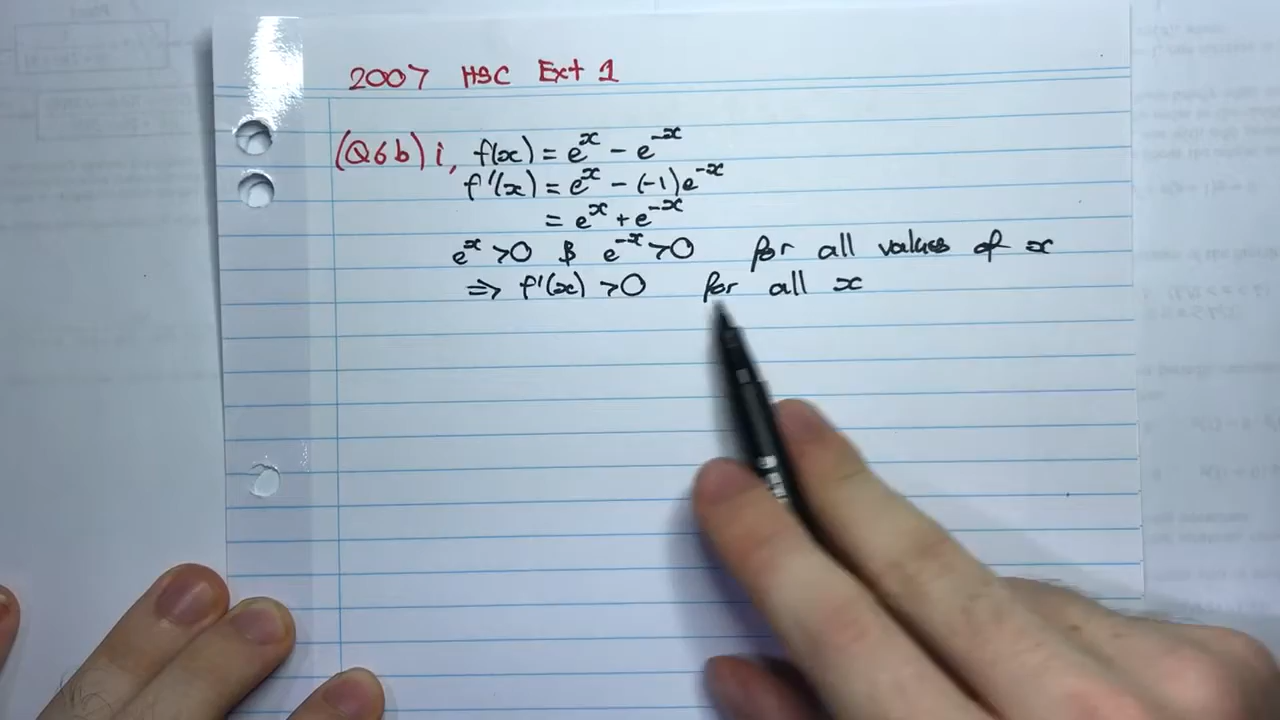 2007 HSC Ext 1
(Q6b) i, f(x) = e^x - e^-x
f'(x) = e^x - (-1)e^-x
= e^x + e^-x
e^x >0 & e^-x >0 for all values of x
⇒ f'(x) >0 for all x